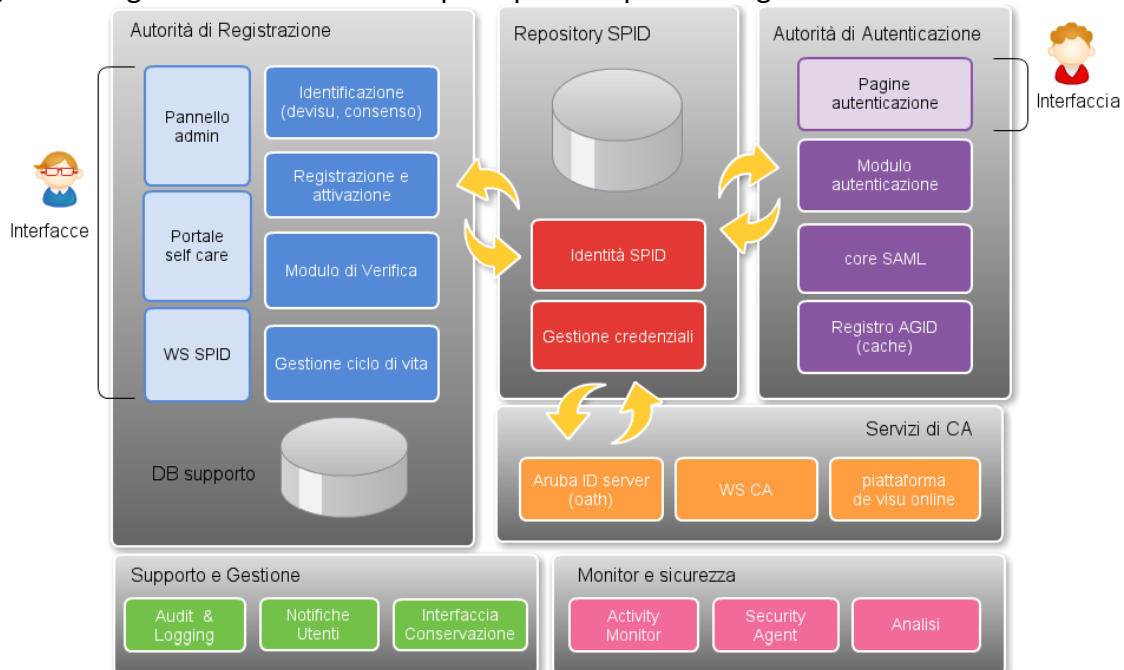 Autorità di Registrazione
Repository SPID
Autorità di Autenticazione
Interfacce
Pannello
admin
Portale
self care
WS SPID
Identificazione
(devisu, consenso)
Registrazione e
attivazione
Modulo di Verifica
Gestione ciclo di vita
DB supporto
Identità SPID
Gestione credenziali
Pagine
autenticazione
Interfaccia
Modulo
autenticazione
core SAML
Registro AGID
(cache)
Servizi di CA
Aruba ID server
(oath)
WS CA
piattaforma
de visu online
Supporto e Gestione
Audit &
Logging
Notifiche
Utenti
Interfaccia
Conservazione
Monitor e sicurezza
Activity
Monitor
Security
Agent
Analisi